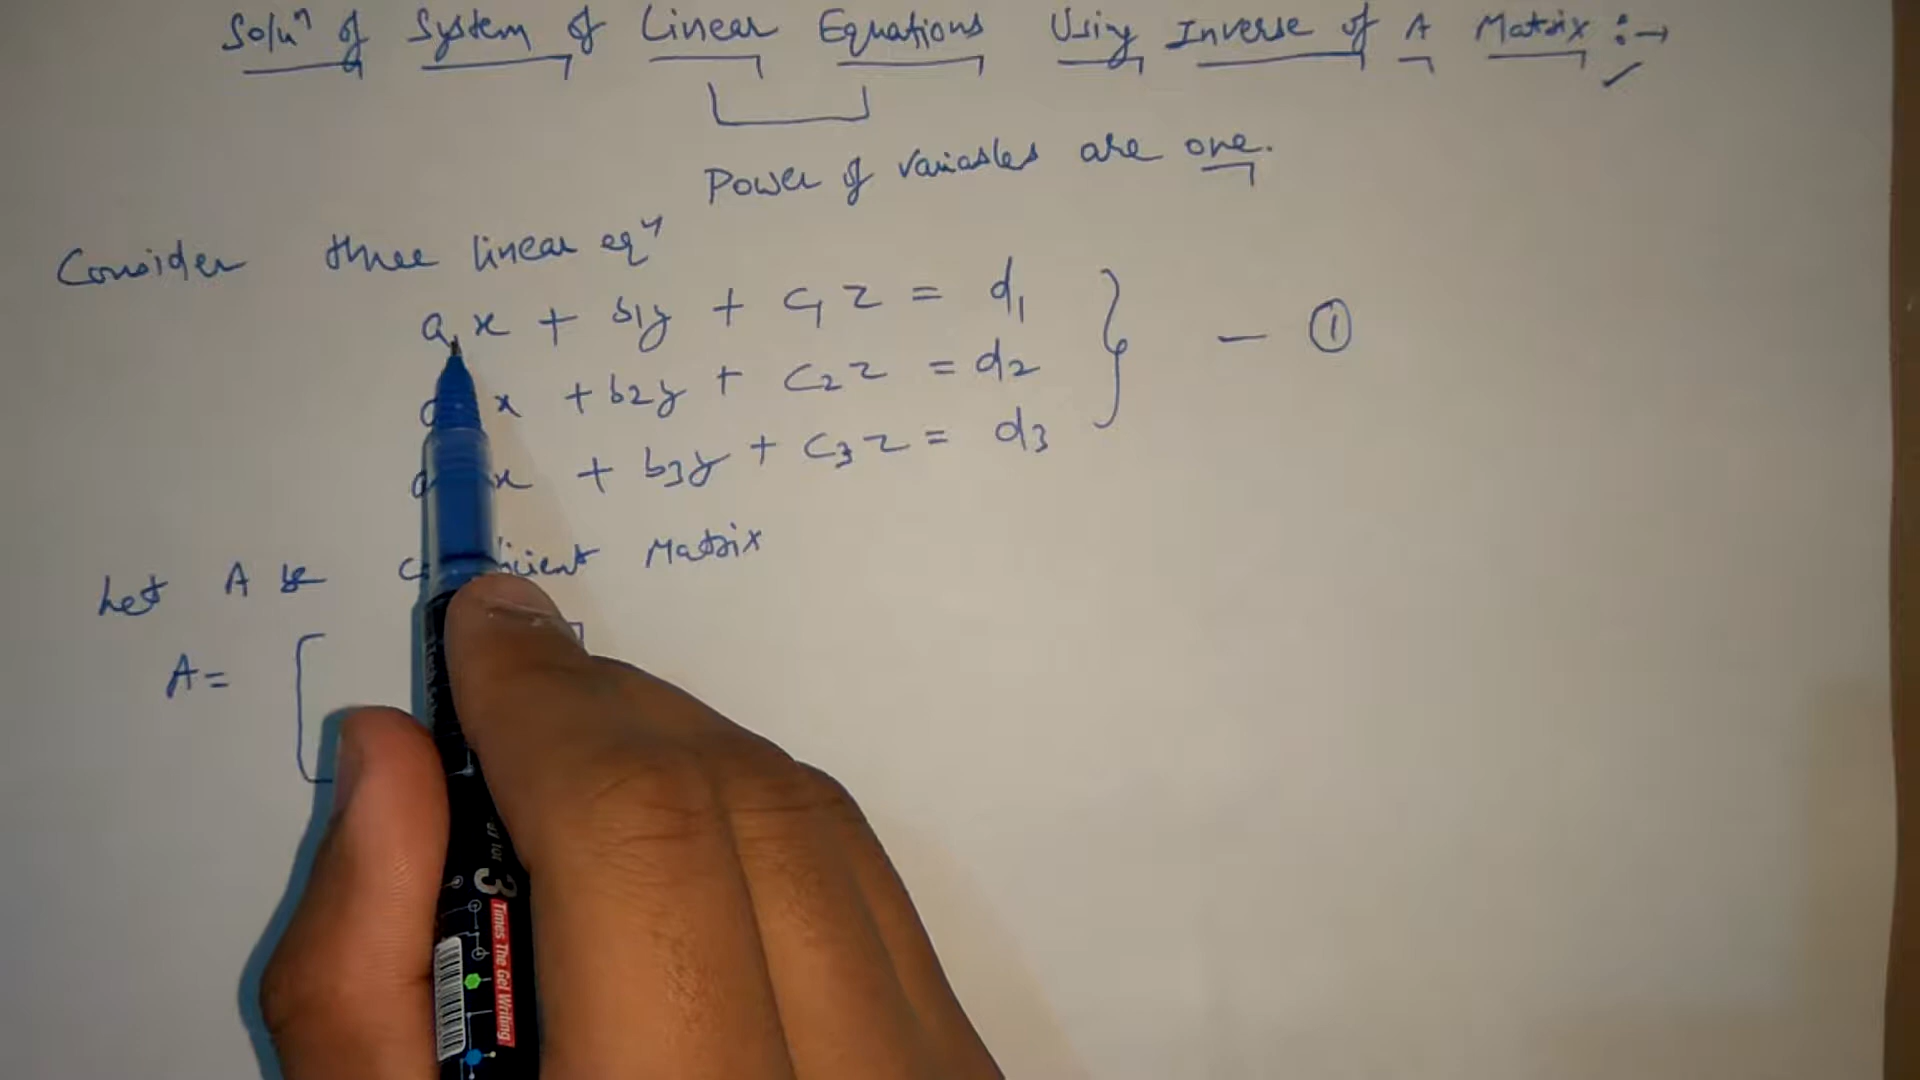 Soluⁿ of System of Linear Equations Using Inverse of A Matrix :→
Power of variables are one.
Consider three linear eqⁿ
a₁x + b₁y + c₁z = d₁
x + b2y + c2z = d2 } — ①
x + b3y + c3z = d3
Let A be Matrix
A = [
3
Times The Gel Writing